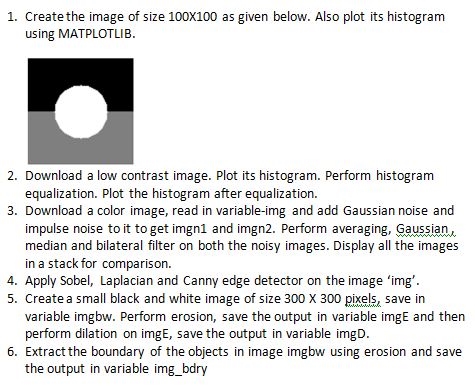 1. Create the image of size 100X100 as given below. Also plot its histogram
using MATPLOTLIB.
2. Download a low contrast image. Plot its histogram. Perform histogram
equalization. Plot the histogram after equalization.
3. Download a color image, read in variable-img and add Gaussian noise and
impulse noise to it to get imgn1 and imgn2. Perform averaging, Gaussian,
median and bilateral filter on both the noisy images. Display all the images
in a stack for comparison.
4. Apply Sobel, Laplacian and Canny edge detector on the image 'img'.
5. Create a small black and white image of size 300 X 300 pixels, save in
variable imgbw. Perform erosion, save the output in variable imgE and then
perform dilation on imgE, save the output in variable imgD.
6. Extract the boundary of the objects in image imgbw using erosion and save
the output in variable img_bdry